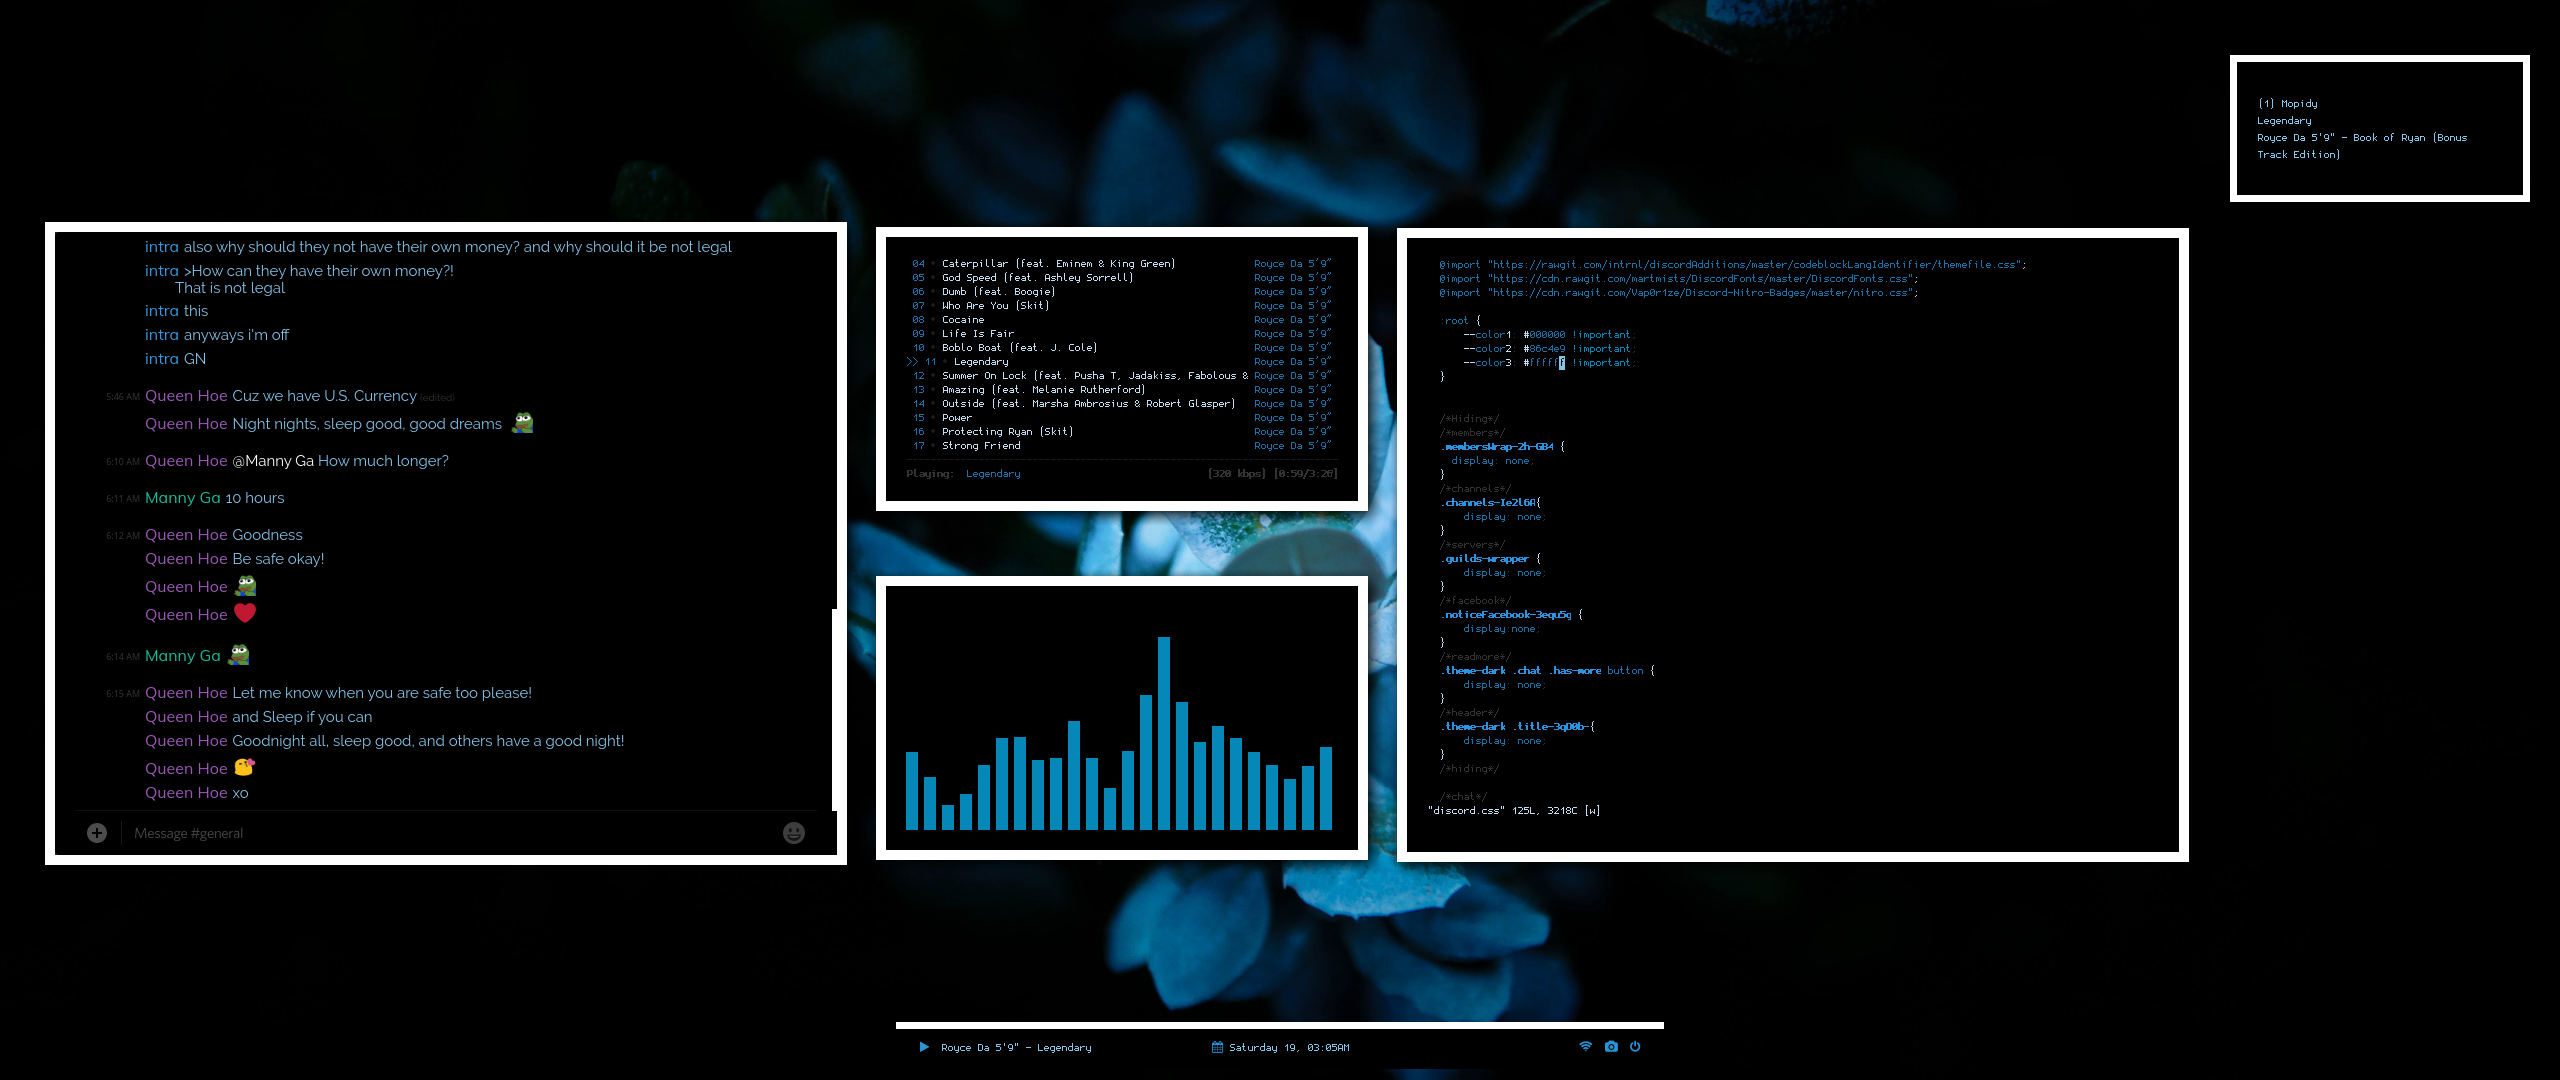 (1) Mopidy
Legendary
Royce Da 5'9" - Book of Ryan (Bonus
Track Edition)
intra also why should they not have their own money? and why should it be not legal
intra >How can they have their own money?!
That is not legal
intra this
intra anyways i'm off
intra GN
5:46 AM Queen Hoe Cuz we have U.S. Currency (edited)
Queen Hoe Night nights, sleep good, good dreams
6:10 AM Queen Hoe @Manny Ga How much longer?
6:11 AM Manny Ga 10 hours
6:12 AM Queen Hoe Goodness
Queen Hoe Be safe okay!
Queen Hoe
Queen Hoe
6:14 AM Manny Ga
6:15 AM Queen Hoe Let me know when you are safe too please!
Queen Hoe and Sleep if you can
Queen Hoe Goodnight all, sleep good, and others have a good night!
Queen Hoe
Queen Hoe xo
Message #general
04 • Caterpillar (feat. Eminem & King Green) Royce Da 5'9"
05 • God Speed (feat. Ashley Sorrell) Royce Da 5'9"
06 • Dumb (feat. Boogie) Royce Da 5'9"
07 • Who Are You (Skit) Royce Da 5'9"
08 • Cocaine Royce Da 5'9"
09 • Life Is Fair Royce Da 5'9"
10 • Boblo Boat (feat. J. Cole) Royce Da 5'9"
>> 11 • Legendary Royce Da 5'9"
12 • Summer On Lock (feat. Pusha T, Jadakiss, Fabolous & Royce Da 5'9"
13 • Amazing (feat. Melanie Rutherford) Royce Da 5'9"
14 • Outside (feat. Marsha Ambrosius & Robert Glasper) Royce Da 5'9"
15 • Power Royce Da 5'9"
16 • Protecting Ryan (Skit) Royce Da 5'9"
17 • Strong Friend Royce Da 5'9"
Playing: Legendary [320 kbps] [0:59/3:26]
@import "https://rawgit.com/intrnl/discordAdditions/master/codeblockLangIdentifier/themefile.css";
@import "https://cdn.rawgit.com/martmists/DiscordFonts/master/DiscordFonts.css";
@import "https://cdn.rawgit.com/Vap0r1ze/Discord-Nitro-Badges/master/nitro.css";
:root {
--color1: #000000 !important;
--color2: #86c4e9 !important;
--color3: #ffffff !important;
}
/*Hiding*/
/*members*/
.membersWrap-2h-GB4 {
display: none;
}
/*channels*/
.channels-Ie2l6A{
display: none;
}
/*servers*/
.guilds-wrapper {
display: none;
}
/*facebook*/
.noticeFacebook-3equ5g {
display:none;
}
/*readmore*/
.theme-dark .chat .has-more button {
display: none;
}
/*header*/
.theme-dark .title-3qD0b-{
display: none;
}
/*hiding*/
/*chat*/
"discord.css" 125L, 3218C [w]
Royce Da 5'9" - Legendary Saturday 19, 03:05AM